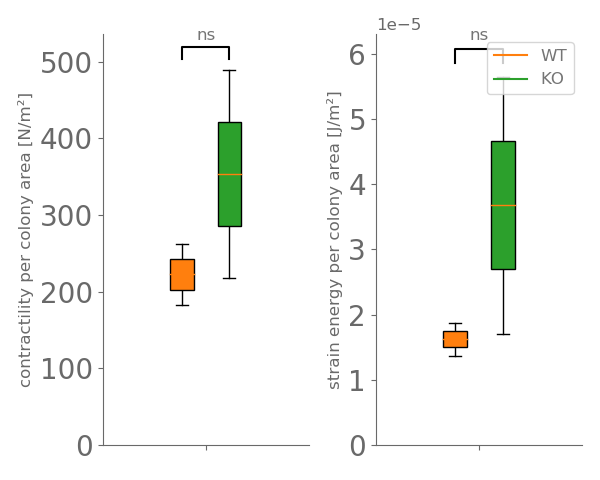 ns
500
400
300
200
100
0
contractility per colony area [N/m²]
1e−5
ns
WT
KO
6
5
4
3
2
1
0
strain energy per colony area [J/m²]